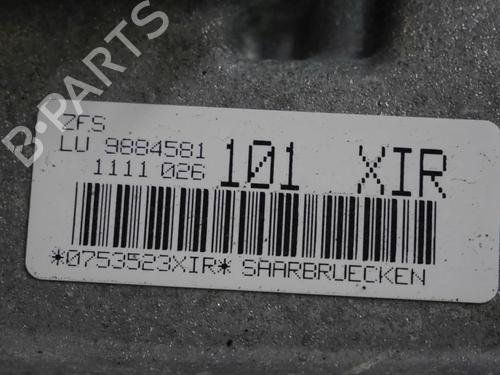 B-PARTS
ZFS
LU 9884581 101 XIR
1111 026
*0753523XIR* SAARBRUECKEN